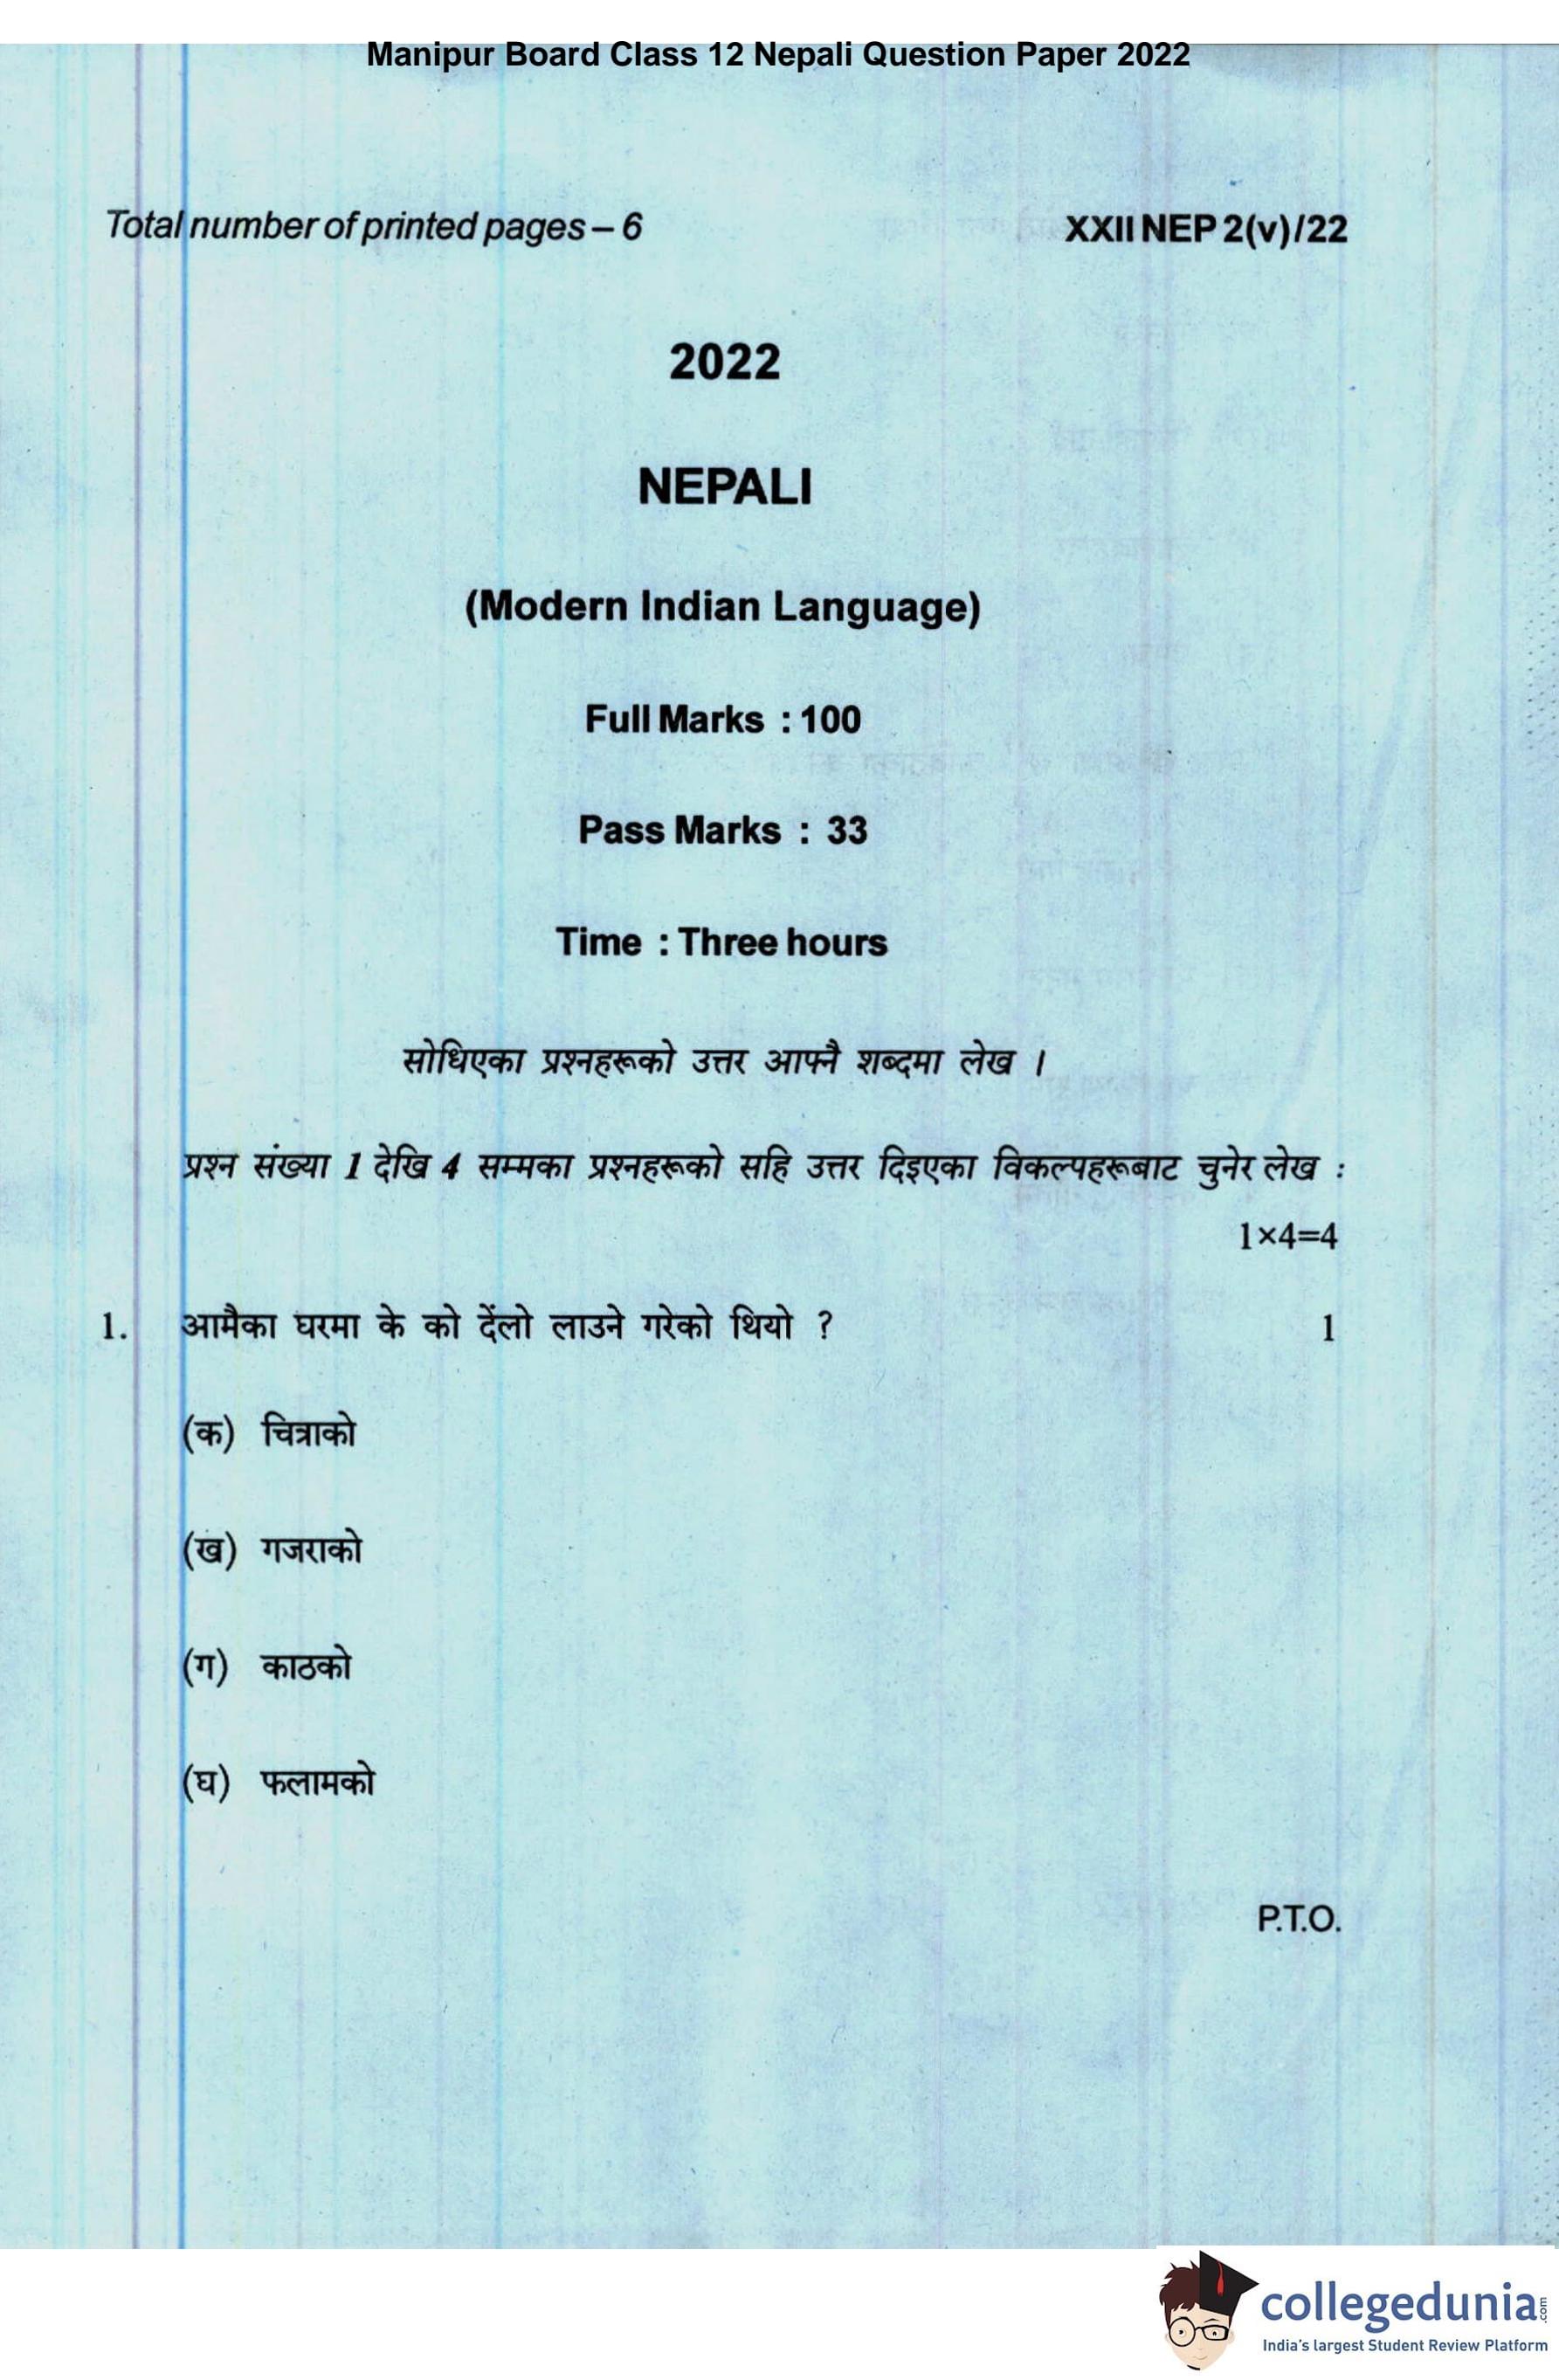 Manipur Board Class 12 Nepali Question Paper 2022
Total number of printed pages – 6 XXII NEP 2(v)/22
2022
NEPALI
(Modern Indian Language)
Full Marks : 100
Pass Marks : 33
Time : Three hours
सोधिएका प्रश्नहरूको उत्तर आफ्नै शब्दमा लेख ।
प्रश्न संख्या 1 देखि 4 सम्मका प्रश्नहरूको सहि उत्तर दिइएका विकल्पहरूबाट चुनेर लेख :
1×4=4
1. आमैका घरमा के को देंलो लाउने गरेको थियो ? 1
(क) चित्राको
(ख) गजराको
(ग) काठको
(घ) फलामको
P.T.O.
collegedunia.com
India's largest Student Review Platform